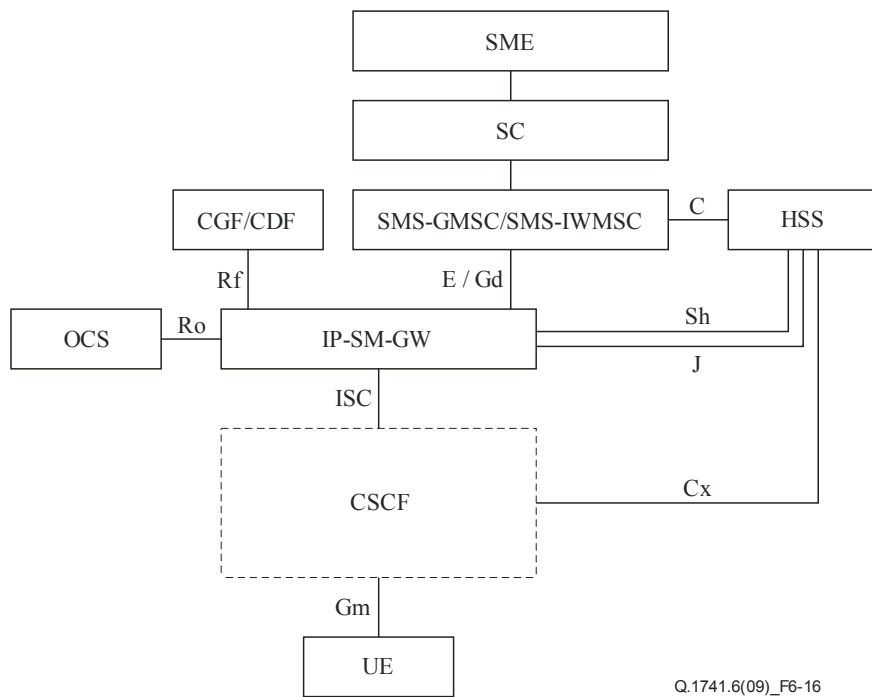 SME
SC
CGF/CDF
SMS-GMSC/SMS-IWMSC
C
HSS
Rf
E / Gd
OCS
Ro
IP-SM-GW
Sh
J
ISC
CSCF
Cx
Gm
UE
Q.1741.6(09)_F6-16